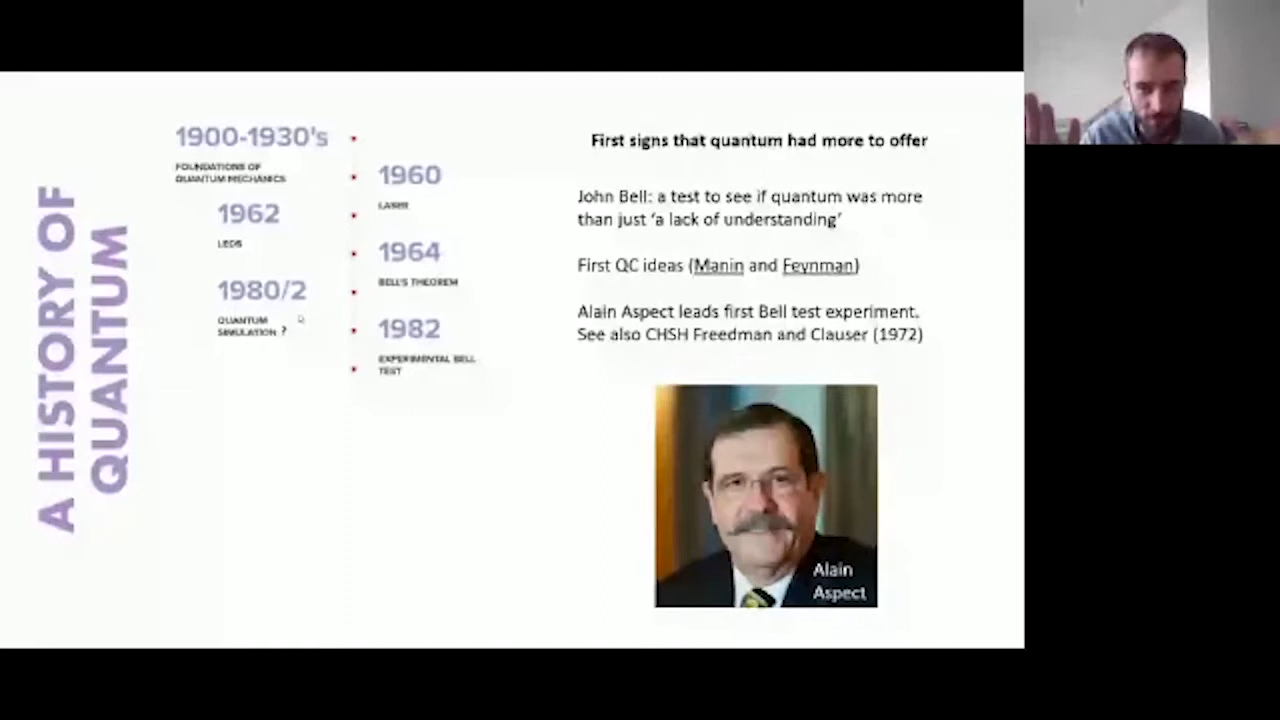 A HISTORY OF
QUANTUM
1900-1930's
FOUNDATIONS OF
QUANTUM MECHANICS
1960
LASER
1962
LEDS
1964
BELL'S THEOREM
1980/2
QUANTUM
SIMULATION ?
1982
EXPERIMENTAL BELL
TEST
First signs that quantum had more to offer
John Bell: a test to see if quantum was more
than just ‘a lack of understanding’
First QC ideas (Manin and Feynman)
Alain Aspect leads first Bell test experiment.
See also CHSH Freedman and Clauser (1972)
Alain
Aspect